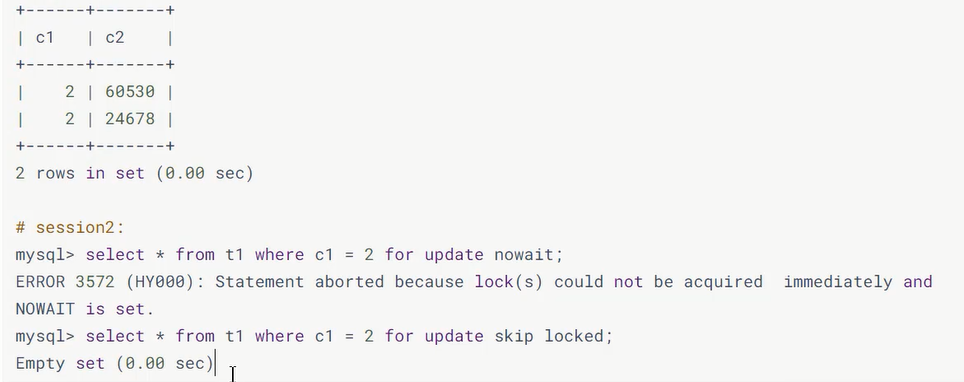 +------+-------+
| c1   | c2    |
+------+-------+
|    2 | 60530 |
|    2 | 24678 |
+------+-------+
2 rows in set (0.00 sec)

# session2:
mysql> select * from t1 where c1 = 2 for update nowait;
ERROR 3572 (HY000): Statement aborted because lock(s) could not be acquired  immediately and
NOWAIT is set.
mysql> select * from t1 where c1 = 2 for update skip locked;
Empty set (0.00 sec)